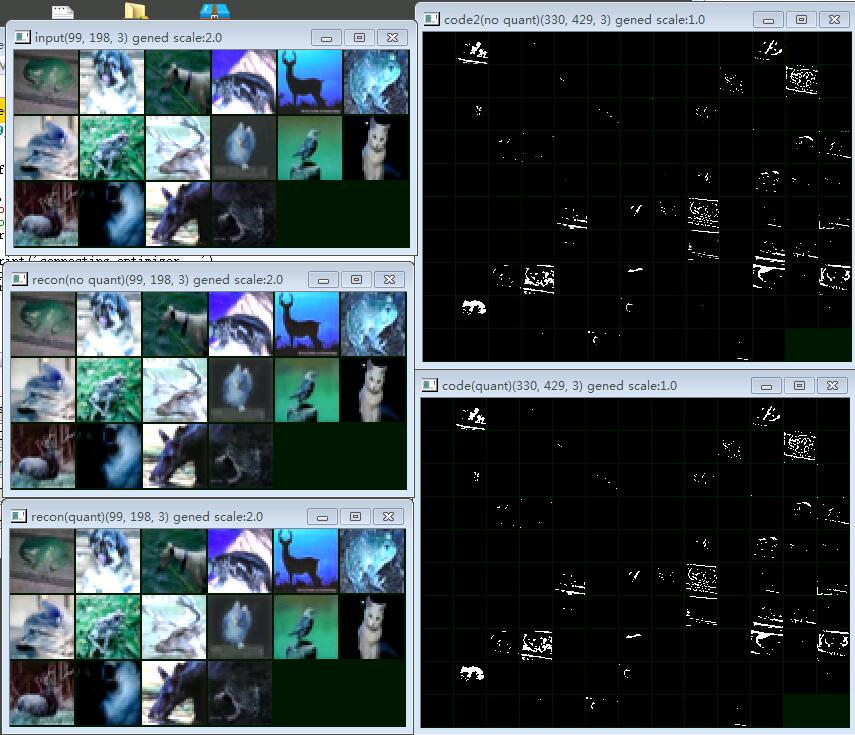 input(99, 198, 3) gened scale:2.0
code2(no quant)(330, 429, 3) gened scale:1.0
recon(no quant)(99, 198, 3) gened scale:2.0
code(quant)(330, 429, 3) gened scale:1.0
recon(quant)(99, 198, 3) gened scale:2.0